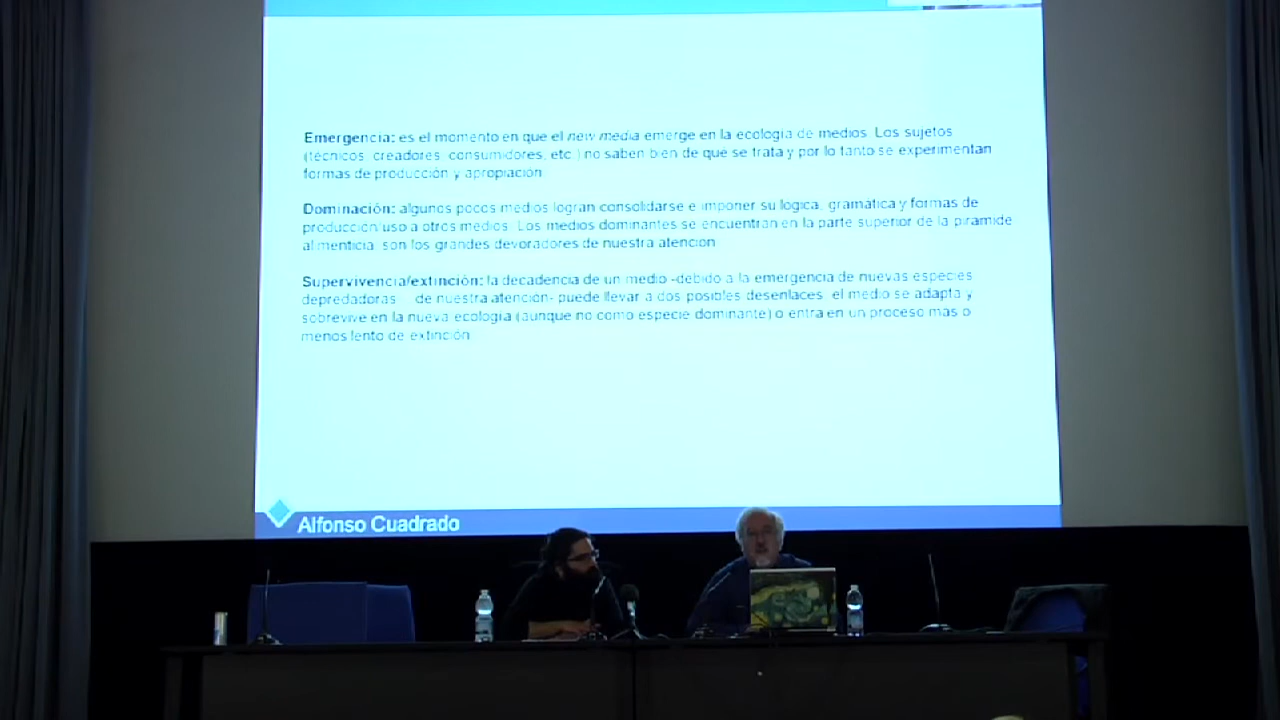 Emergencia: es el momento en que el new media emerge en la ecología de medios. Los sujetos
(técnicos, creadores, consumidores, etc.) no saben bien de que se trata y por lo tanto se experimentan
formas de producción y apropiación.
Dominación: algunos pocos medios logran consolidarse e imponer su lógica, gramática y formas de
producción/uso a otros medios. Los medios dominantes se encuentran en la parte superior de la pirámide
alimenticia: son los grandes devoradores de nuestra atención.
Supervivencia/extinción: la decadencia de un medio -debido a la emergencia de nuevas especies
depredadoras de nuestra atención- puede llevar a dos posibles desenlaces: el medio se adapta y
sobrevive en la nueva ecología (aunque no como especie dominante) o entra en un proceso más o
menos lento de extinción.
Alfonso Cuadrado